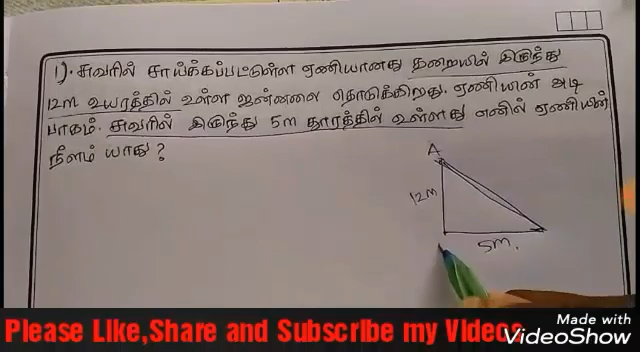 1). சுவரில் சாய்க்கப்பட்டுள்ள ஏணியானது தரையில் இருந்து
12m உயரத்தில் உள்ள ஜன்னலை தொடுகிறது. ஏணியின் அடி
பாகம். சுவரில் இருந்து 5m தூரத்தில் உள்ளது எனில் ஏணியின்
நீளம் யாது?
A
12m
5m.
Please Like,Share and Subscribe my Videos
Made with
VideoShow